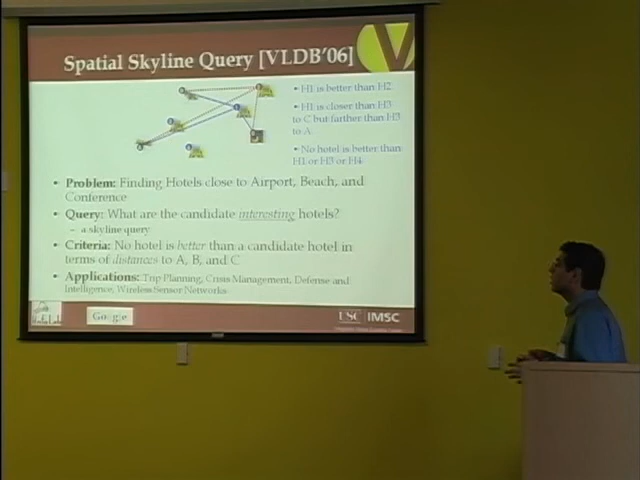 Spatial Skyline Query [VLDB'06]
• H1 is better than H2.
• H1 is closer than H3
to C but farther than H3
to A.
• No hotel is better than
H1 or H3 or H4.
• Problem: Finding Hotels close to Airport, Beach, and
Conference
• Query: What are the candidate interesting hotels?
– a skyline query
• Criteria: No hotel is better than a candidate hotel in
terms of distances to A, B, and C
• Applications: Trip Planning, Crisis Management, Defense and
Intelligence, Wireless Sensor Networks
InfoLab
Google
USC IMSC